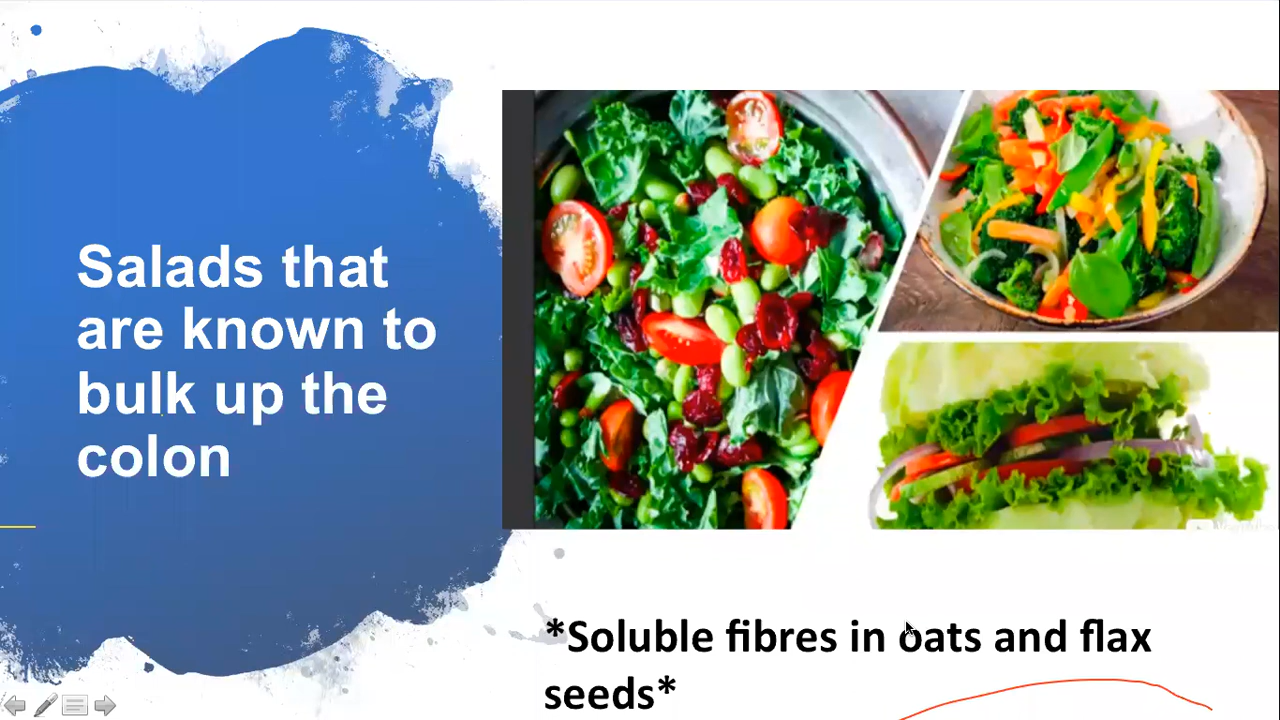 Salads that
are known to
bulk up the
colon
*Soluble fibres in oats and flax
seeds*